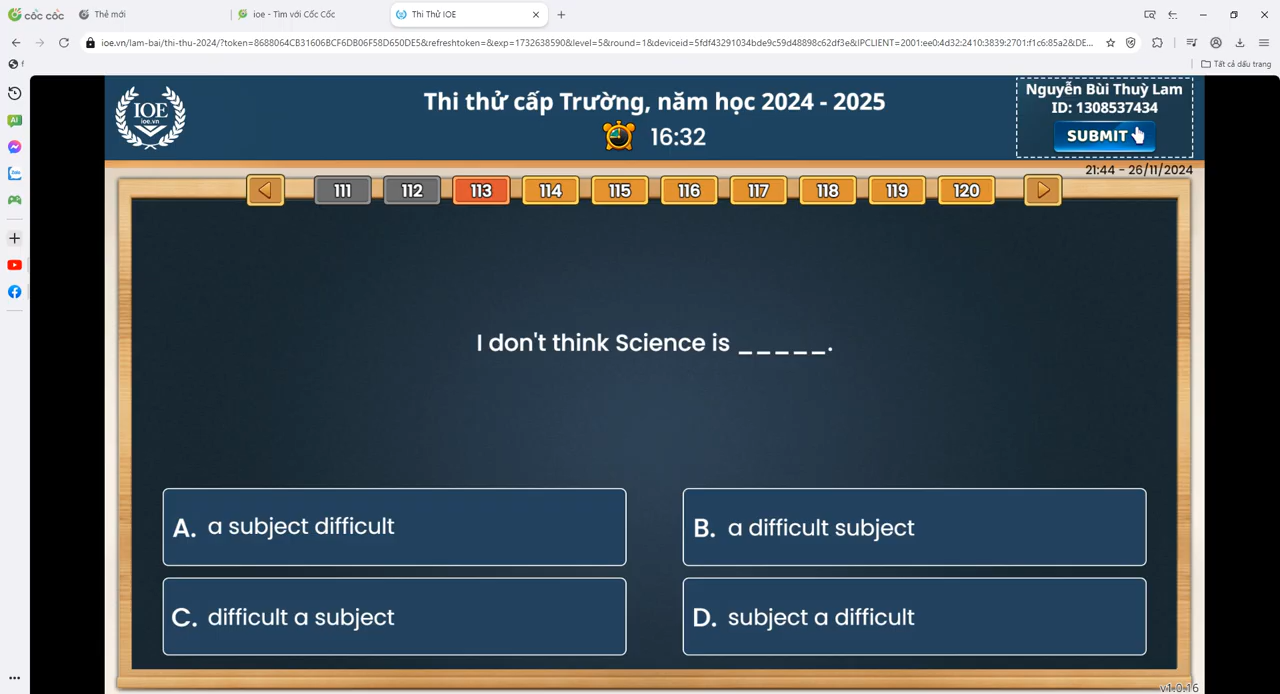 cốc cốc
Thẻ mới
ioe - Tìm với Cốc Cốc
Thi Thử IOE
ioe.vn/lam-bai/thi-thu-2024/?token=8688064CB31606BCF6DB06F58D650DE5&refreshtoken=&exp=1732638590&level=5&round=1&deviceid=5fdf43291034bde9c59d48898c62df3e&IPCLIENT=2001:ee0:4d32:2410:3839:2701:f1c6:85a2&DE...
f
Tất cả dấu trang
IOE
ioe.vn
Thi thử cấp Trường, năm học 2024 - 2025
16:32
Nguyễn Bùi Thuỳ Lam
ID: 1308537434
SUBMIT
21:44 - 26/11/2024
111 112 113 114 115 116 117 118 119 120
I don't think Science is _ _ _ _ _.
A. a subject difficult
B. a difficult subject
C. difficult a subject
D. subject a difficult
v1.0.16
AI
Zalo